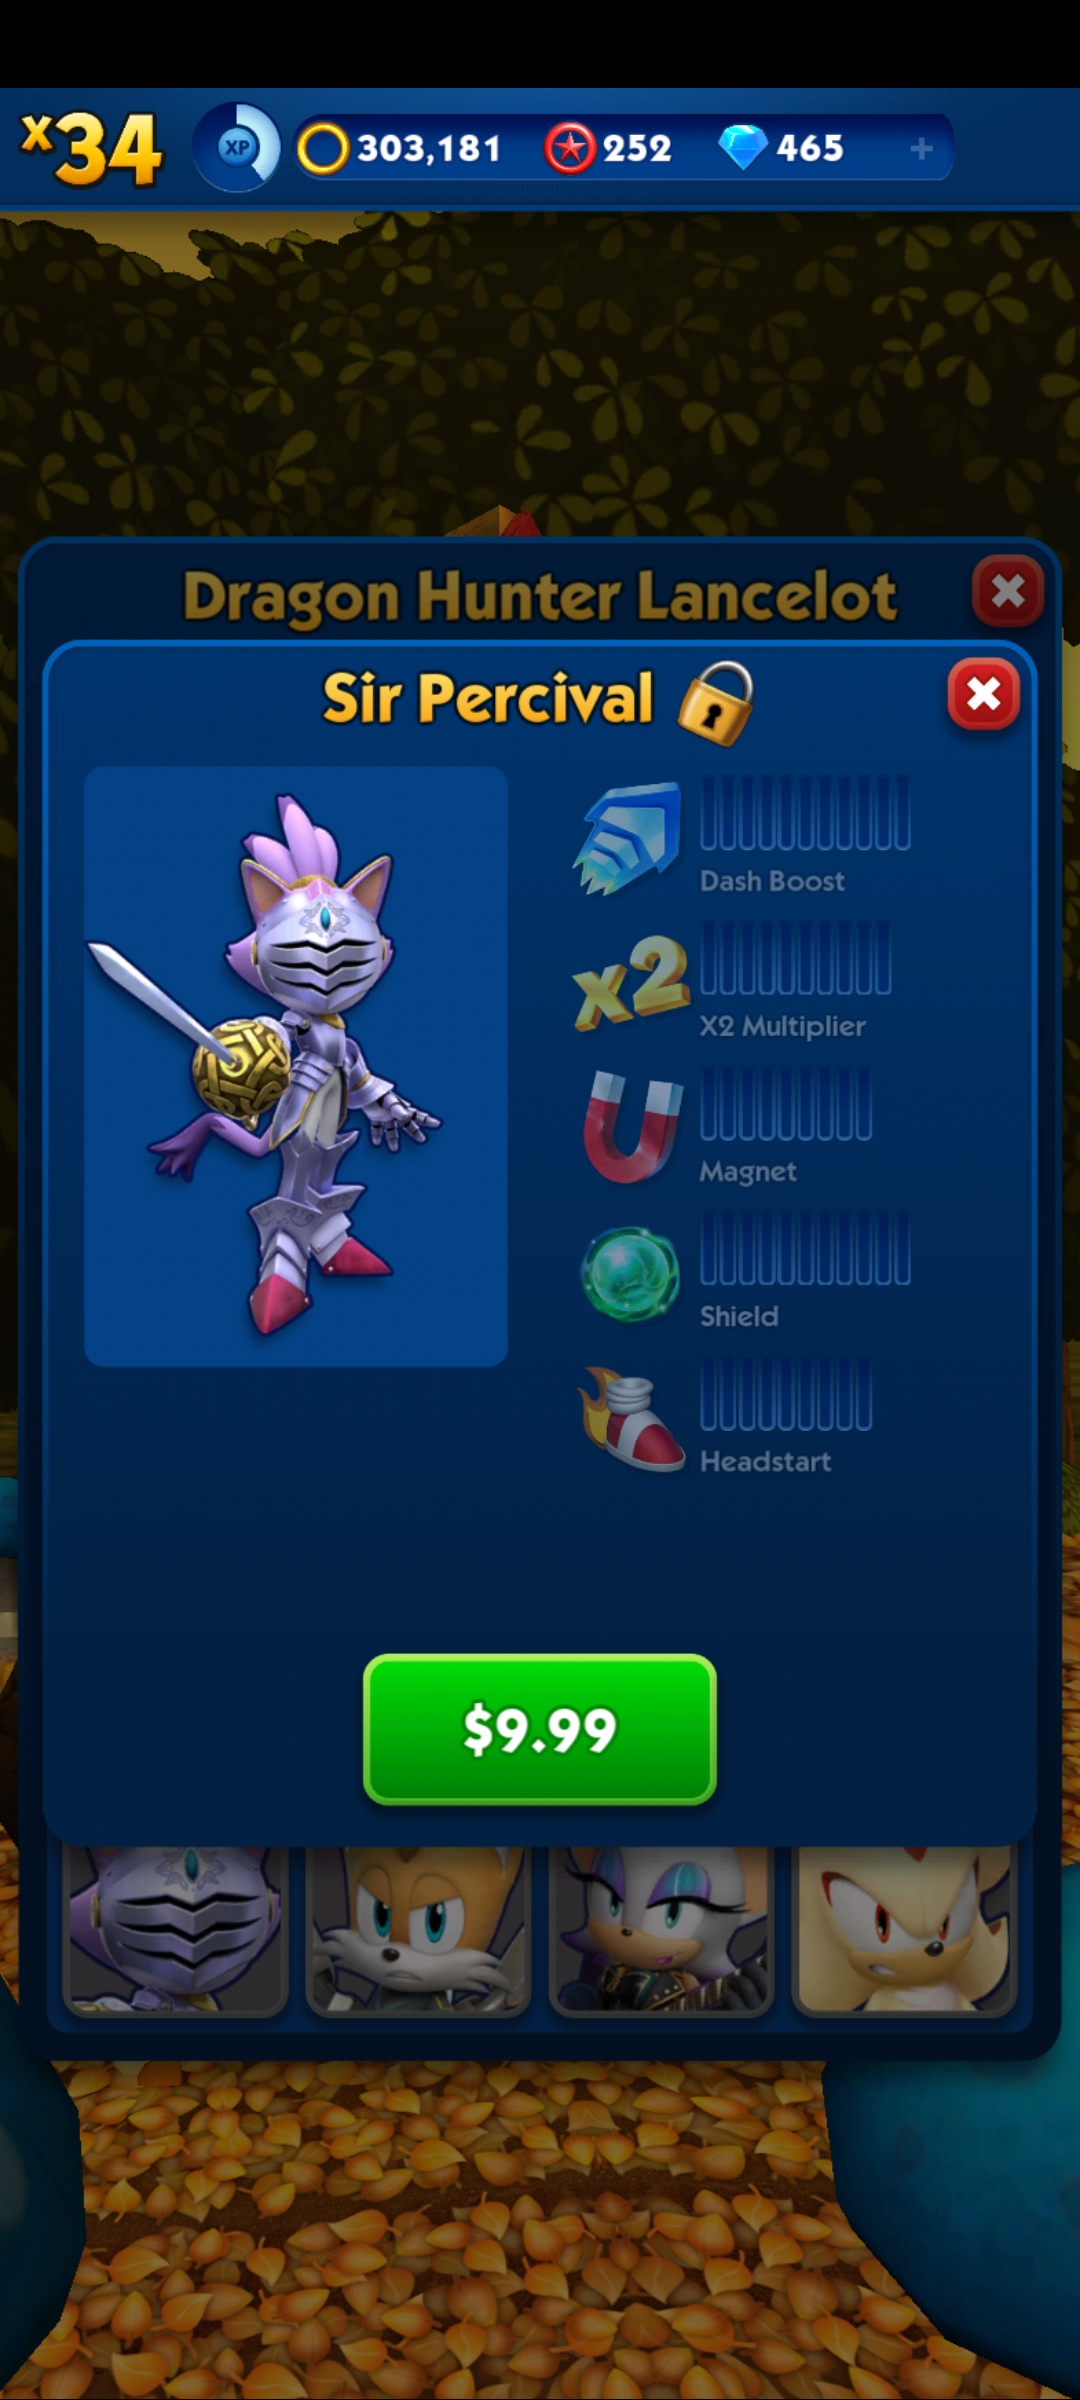 x34 XP 303,181 252 465 +
Dragon Hunter Lancelot
Sir Percival
Dash Boost
x2
X2 Multiplier
Magnet
Shield
Headstart
$9.99